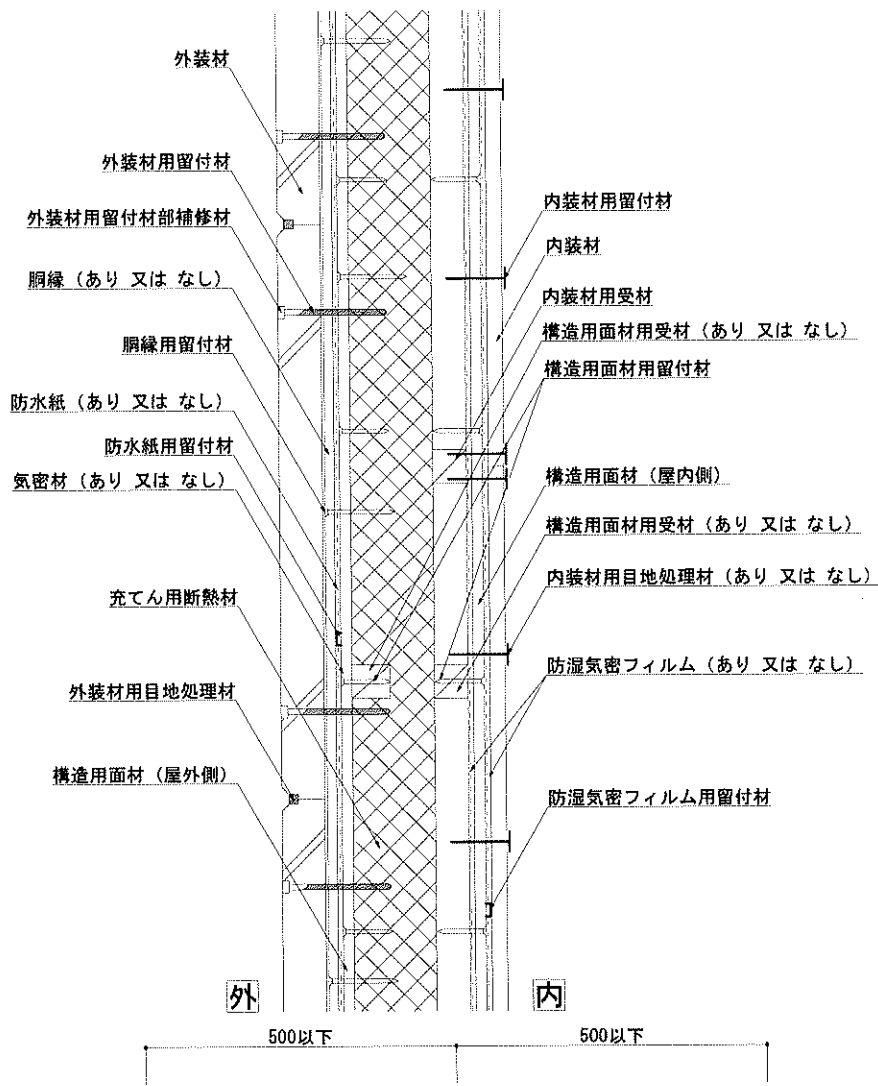 外装材
外装材用留付材
外装材用留付材部補修材
胴縁（あり 又は なし）
胴縁用留付材
防水紙（あり 又は なし）
防水紙用留付材
気密材（あり 又は なし）
充てん用断熱材
外装材用目地処理材
構造用面材（屋外側）
内装材用留付材
内装材
内装材用受材
構造用面材用受材（あり 又は なし）
構造用面材用留付材
構造用面材（屋内側）
構造用面材用受材（あり 又は なし）
内装材用目地処理材（あり 又は なし）
防湿気密フィルム（あり 又は なし）
防湿気密フィルム用留付材
外
内
500以下
500以下